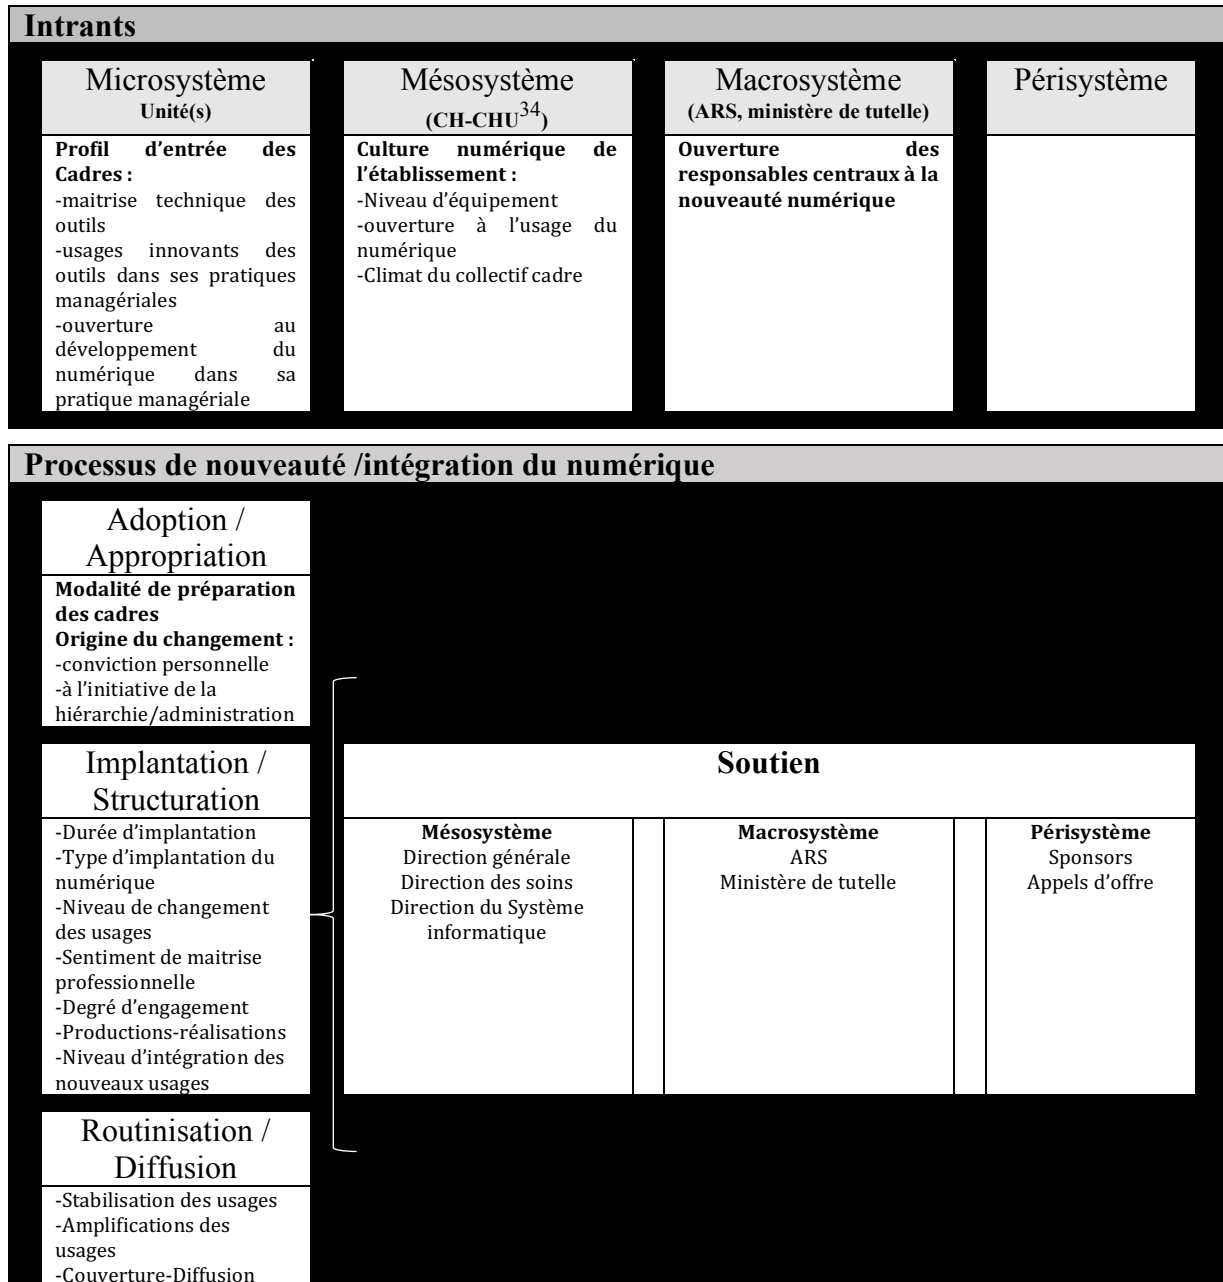 Intrants
Microsystème
Unité(s)
Profil d’entrée des
Cadres :
-maitrise technique des
outils
-usages innovants des
outils dans ses pratiques
managériales
-ouverture au
développement du
numérique dans sa
pratique managériale
Mésosystème
(CH-CHU34)
Culture numérique de
l’établissement :
-Niveau d’équipement
-ouverture à l’usage du
numérique
-Climat du collectif cadre
Macrosystème
(ARS, ministère de tutelle)
Ouverture des
responsables centraux à la
nouveauté numérique
Périsystème
Processus de nouveauté /intégration du numérique
Adoption /
Appropriation
Modalité de préparation
des cadres
Origine du changement :
-conviction personnelle
-à l’initiative de la
hiérarchie/administration
Implantation /
Structuration
-Durée d’implantation
-Type d’implantation du
numérique
-Niveau de changement
des usages
-Sentiment de maitrise
professionnelle
-Degré d’engagement
-Productions-réalisations
-Niveau d’intégration des
nouveaux usages
Soutien
Mésosystème
Direction générale
Direction des soins
Direction du Système
informatique
Macrosystème
ARS
Ministère de tutelle
Périsystème
Sponsors
Appels d’offre
Routinisation /
Diffusion
-Stabilisation des usages
-Amplifications des
usages
-Couverture-Diffusion